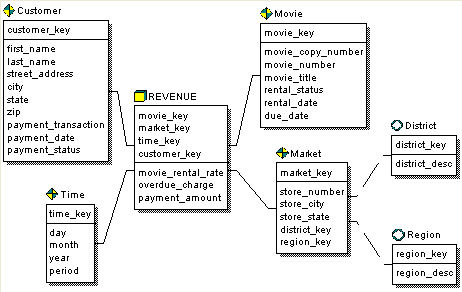 Customer
customer_key
first_name
last_name
street_address
city
state
zip
payment_transaction
payment_date
payment_status
Movie
movie_key
movie_copy_number
movie_number
movie_title
rental_status
rental_date
due_date
REVENUE
movie_key
market_key
time_key
customer_key
movie_rental_rate
overdue_charge
payment_amount
Time
time_key
day
month
year
period
Market
market_key
store_number
store_city
store_state
district_key
region_key
District
district_key
district_desc
Region
region_key
region_desc